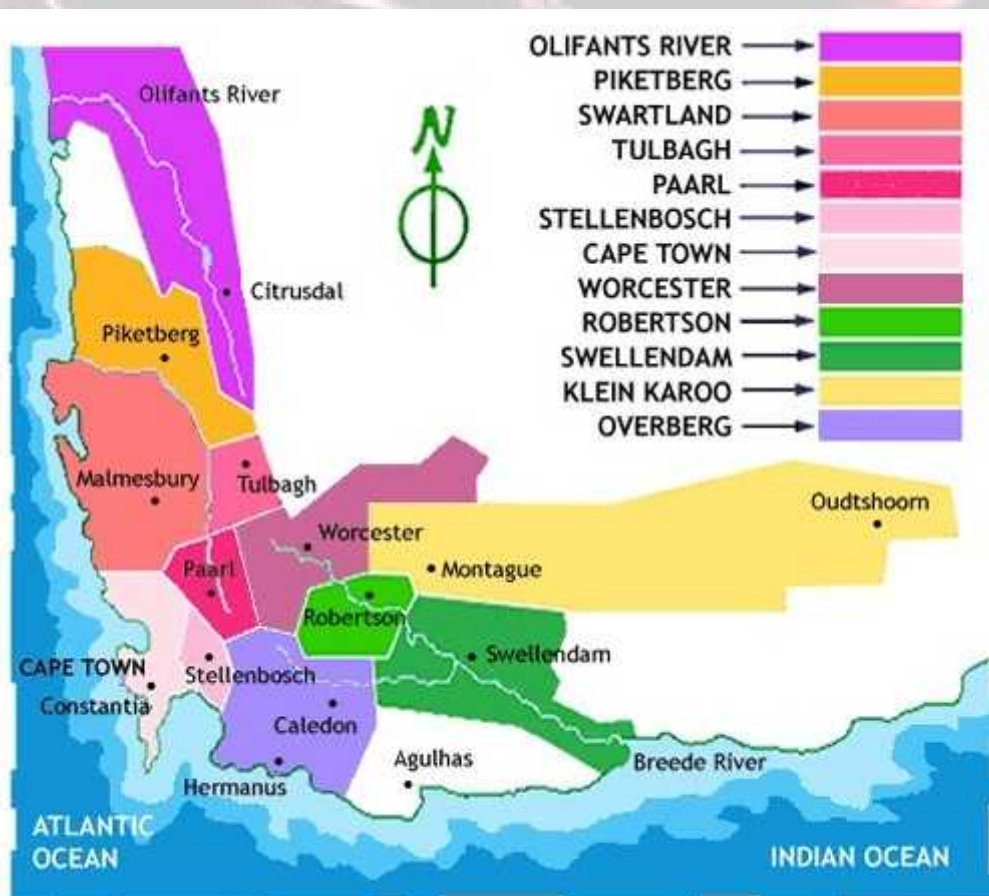 OLIFANTS RIVER
PIKETBERG
SWARTLAND
TULBAGH
PAARL
STELLENBOSCH
CAPE TOWN
WORCESTER
ROBERTSON
SWELLENDAM
KLEIN KAROO
OVERBERG
N
Olifants River
Citrusdal
Piketberg
Malmesbury
Tulbagh
Oudtshoorn
Worcester
Paarl
Montague
Robertson
Swellendam
CAPE TOWN
Stellenbosch
Constantia
Caledon
Agulhas
Breede River
Hermanus
ATLANTIC
OCEAN
INDIAN OCEAN